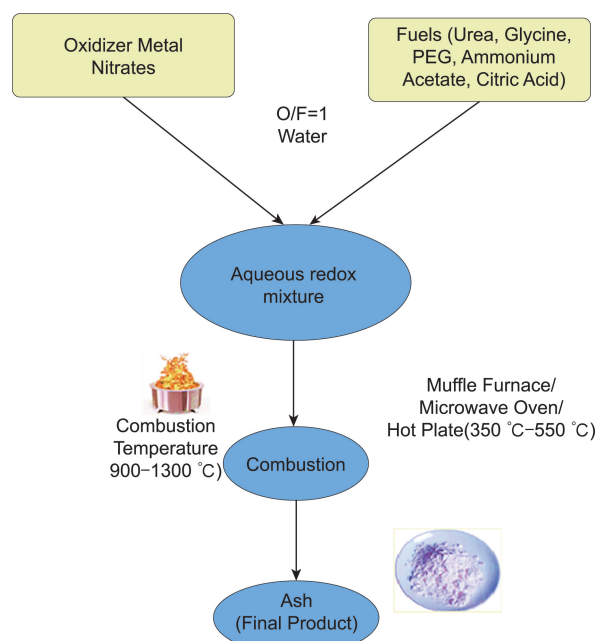 Oxidizer Metal
Nitrates
Fuels (Urea, Glycine,
PEG, Ammonium
Acetate, Citric Acid)
O/F=1
Water
Aqueous redox
mixture
Muffle Furnace/
Microwave Oven/
Hot Plate(350 ℃–550 ℃)
Combustion
Temperature
900–1300 ℃)
Combustion
Ash
(Final Product)